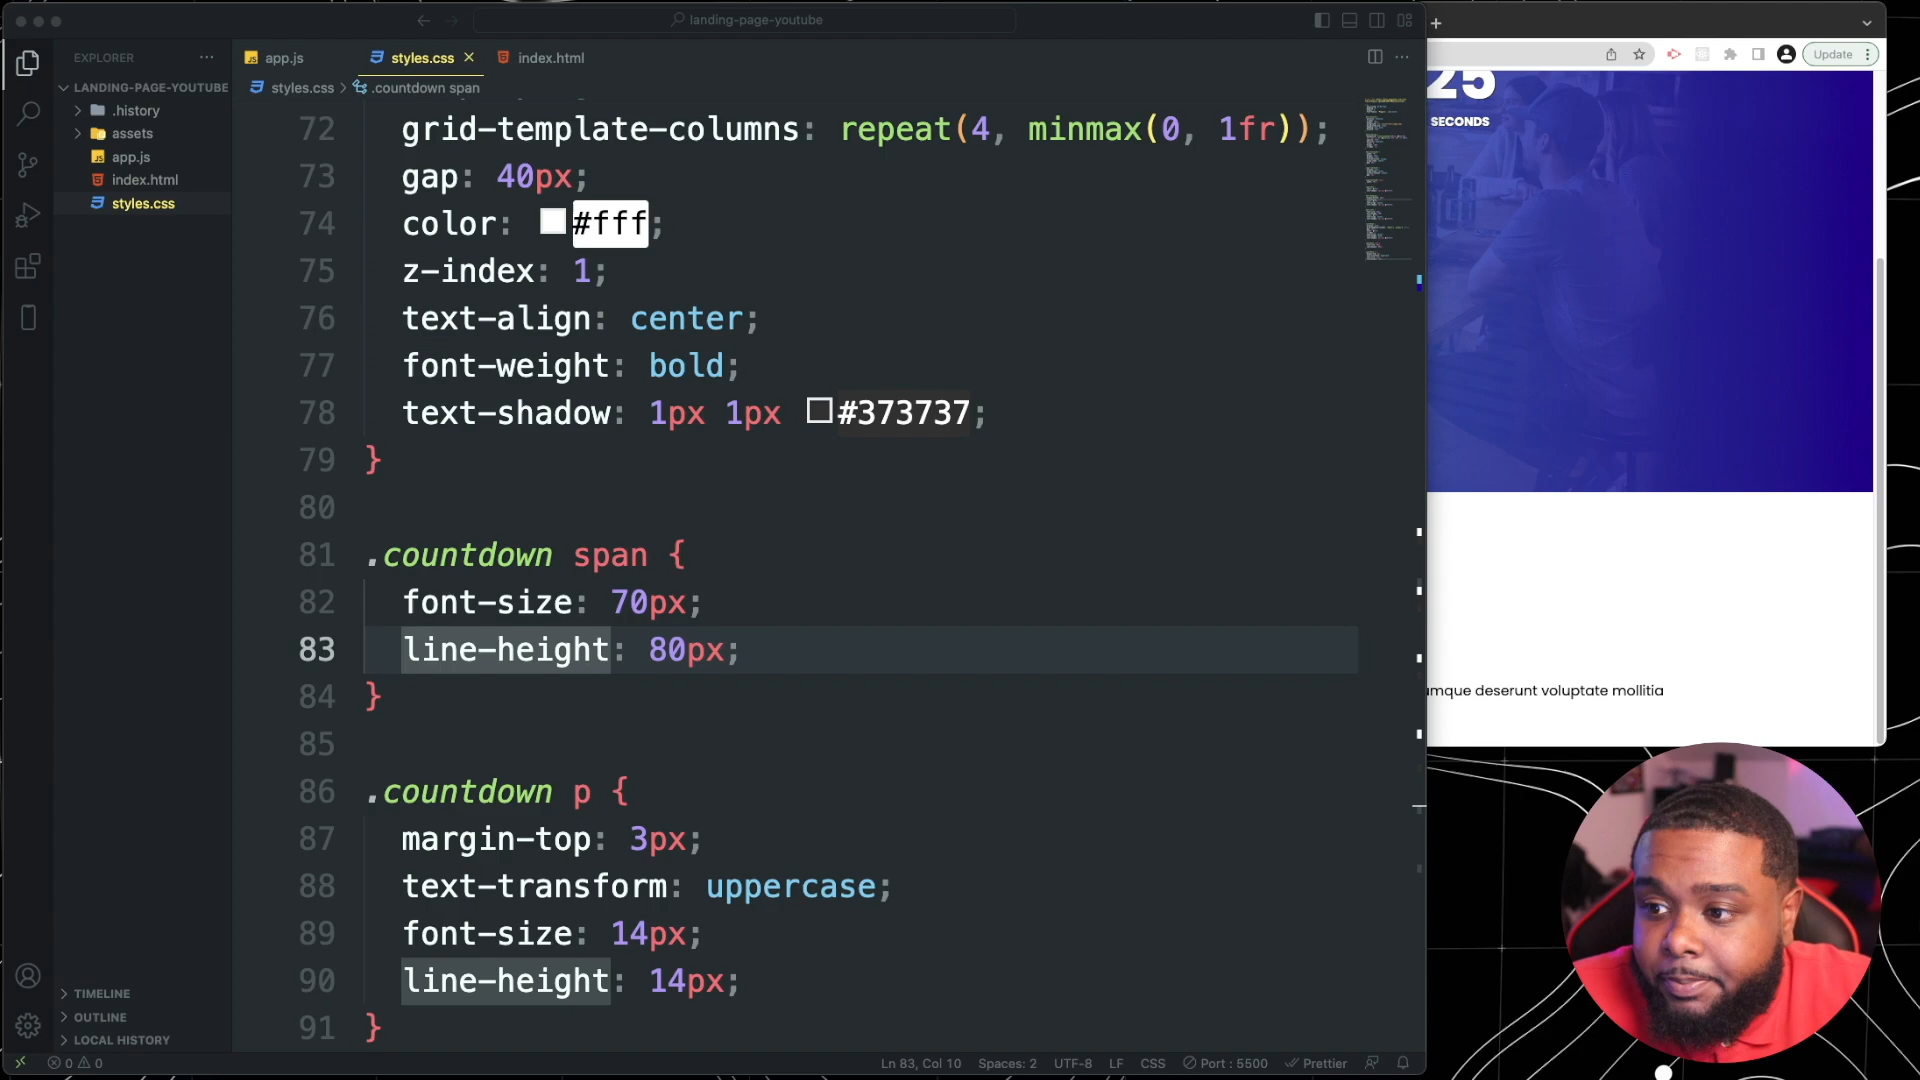 landing-page-youtube
EXPLORER
LANDING-PAGE-YOUTUBE
.history
assets
app.js
index.html
styles.css
TIMELINE
OUTLINE
LOCAL HISTORY
app.js
styles.css
index.html
styles.css > .countdown span
72 grid-template-columns: repeat(4, minmax(0, 1fr));
73 gap: 40px;
74 color: #fff;
75 z-index: 1;
76 text-align: center;
77 font-weight: bold;
78 text-shadow: 1px 1px #373737;
79 }
80
81 .countdown span {
82 font-size: 70px;
83 line-height: 80px;
84 }
85
86 .countdown p {
87 margin-top: 3px;
88 text-transform: uppercase;
89 font-size: 14px;
90 line-height: 14px;
91 }
0 0
Ln 83, Col 10
Spaces: 2
UTF-8
LF
CSS
Port : 5500
Prettier
Update
25
SECONDS
umque deserunt voluptate mollitia